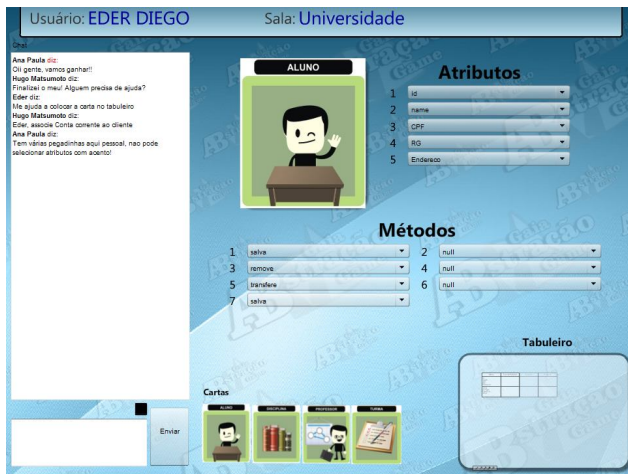 Usuário: EDER DIEGO
Sala: Universidade
Chat
Ana Paula diz:
Oii gente, vamos ganhar!!
Hugo Matsumoto diz:
Finalizei o meu! Alguem precisa de ajuda?
Eder diz:
Me ajuda a colocar a carta no tabuleiro
Hugo Matsumoto diz:
Eder, associe Conta corrente ao cliente
Ana Paula diz:
Tem várias pegadinhas aqui pessoal, nao pode
selecionar atributos com acento!
Enviar
ALUNO
Atributos
1 id
2 name
3 CPF
4 RG
5 Endereco
Métodos
1 salva 2 null
3 remove 4 null
5 transfere 6 null
7 salva
Cartas
ALUNO DISCIPLINA PROFESSOR TURMA
Tabuleiro